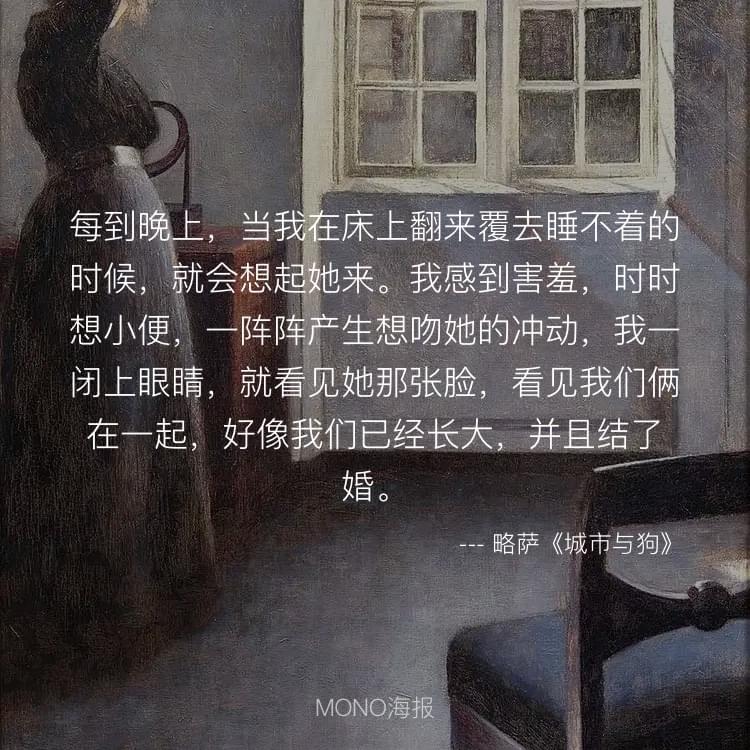 每到晚上，当我在床上翻来覆去睡不着的
时候，就会想起她来。我感到害羞，时时
想小便，一阵阵产生想吻她的冲动，我一
闭上眼睛，就看见她那张脸，看见我们俩
在一起，好像我们已经长大，并且结了
婚。
--- 略萨《城市与狗》
MONO海报